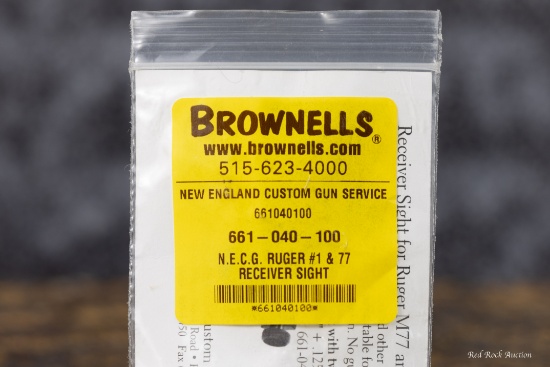 BROWNELLS®
www.brownells.com
515-623-4000
NEW ENGLAND CUSTOM GUN SERVICE
661040100
661-040-100
N.E.C.G. RUGER #1 & 77
RECEIVER SIGHT
*661040100*
Receiver Sight for Ruger M77 an
Red Rock Auction